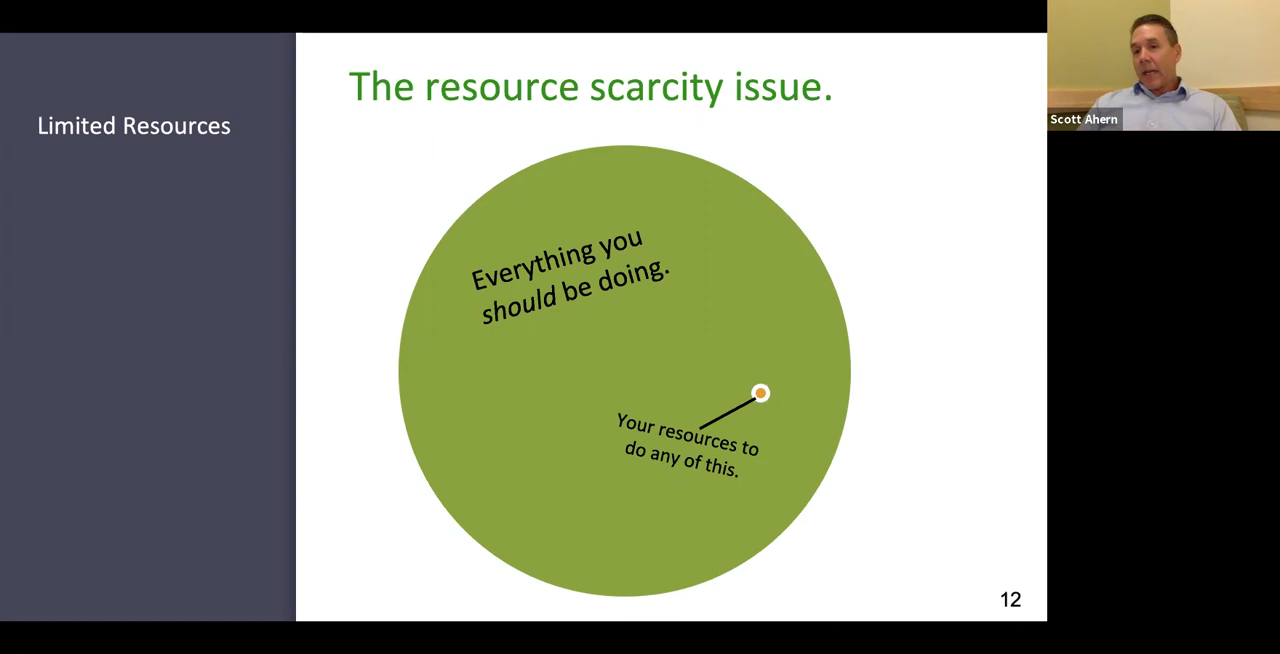 Limited Resources
The resource scarcity issue.
Everything you
should be doing.
Your resources to
do any of this.
12
Scott Ahern